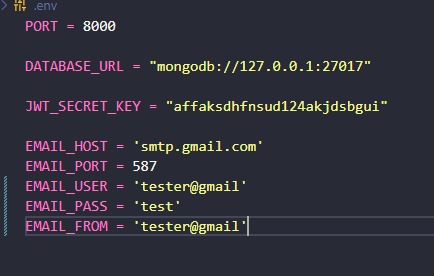 .env
PORT = 8000
DATABASE_URL = "mongodb://127.0.0.1:27017"
JWT_SECRET_KEY = "affaksdhfnsud124akjdsbgui"
EMAIL_HOST = 'smtp.gmail.com'
EMAIL_PORT = 587
EMAIL_USER = 'tester@gmail'
EMAIL_PASS = 'test'
EMAIL_FROM = 'tester@gmail'